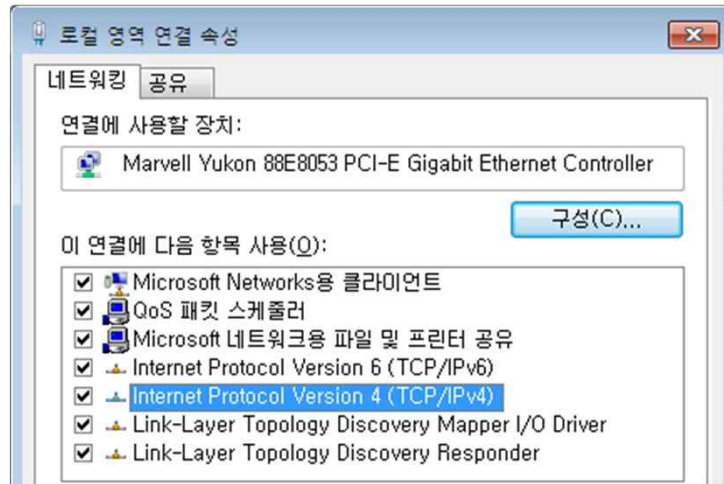 로컬 영역 연결 속성
네트워킹 공유
연결에 사용할 장치:
Marvell Yukon 88E8053 PCI-E Gigabit Ethernet Controller
구성(C)...
이 연결에 다음 항목 사용(O):
Microsoft Networks용 클라이언트
QoS 패킷 스케줄러
Microsoft 네트워크용 파일 및 프린터 공유
Internet Protocol Version 6 (TCP/IPv6)
Internet Protocol Version 4 (TCP/IPv4)
Link-Layer Topology Discovery Mapper I/O Driver
Link-Layer Topology Discovery Responder